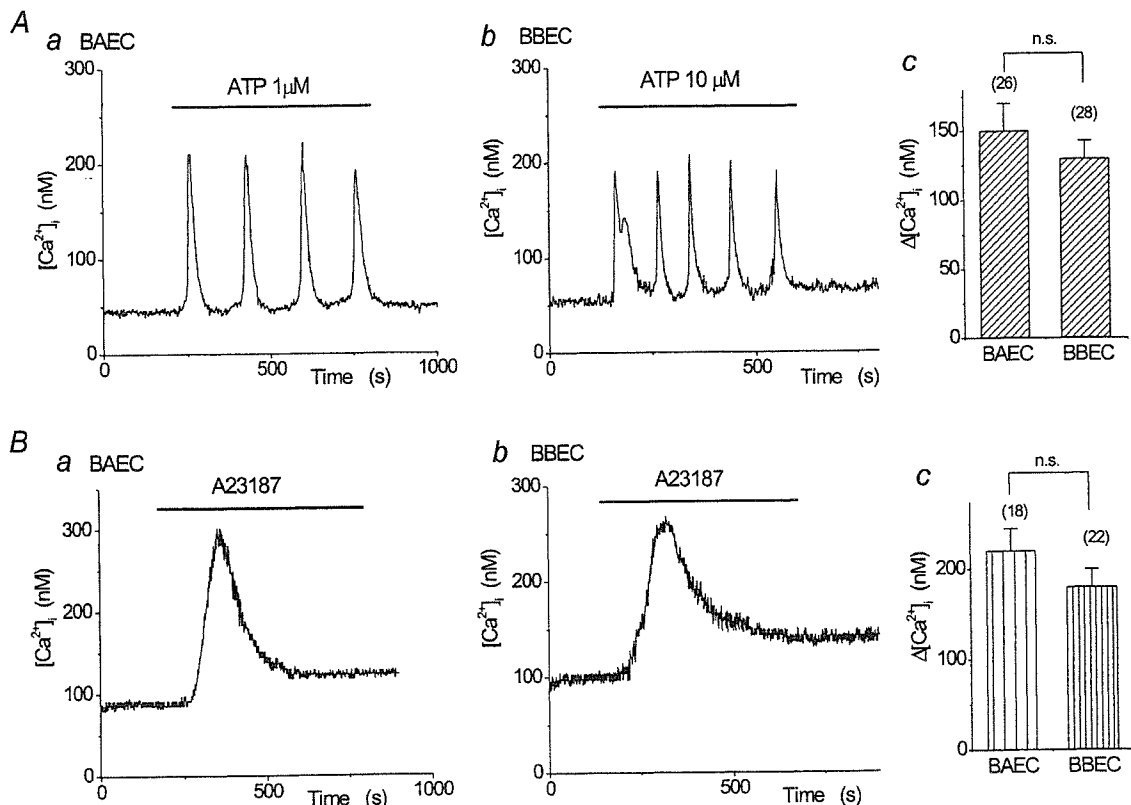 A
a BAEC
ATP 1µM
[Ca²⁺]ᵢ (nM)
300
200
100
0
0
500
1000
Time (s)
b BBEC
ATP 10 µM
[Ca²⁺]ᵢ (nM)
300
200
100
0
0
500
Time (s)
c
n.s.
(26)
(28)
Δ[Ca²⁺]ᵢ (nM)
150
100
50
0
BAEC
BBEC
B
a BAEC
A23187
[Ca²⁺]ᵢ (nM)
300
200
100
0
0
500
1000
Time (s)
b BBEC
A23187
[Ca²⁺]ᵢ (nM)
300
200
100
0
0
500
Time (s)
c
n.s.
(18)
(22)
Δ[Ca²⁺]ᵢ (nM)
200
100
0
BAEC
BBEC